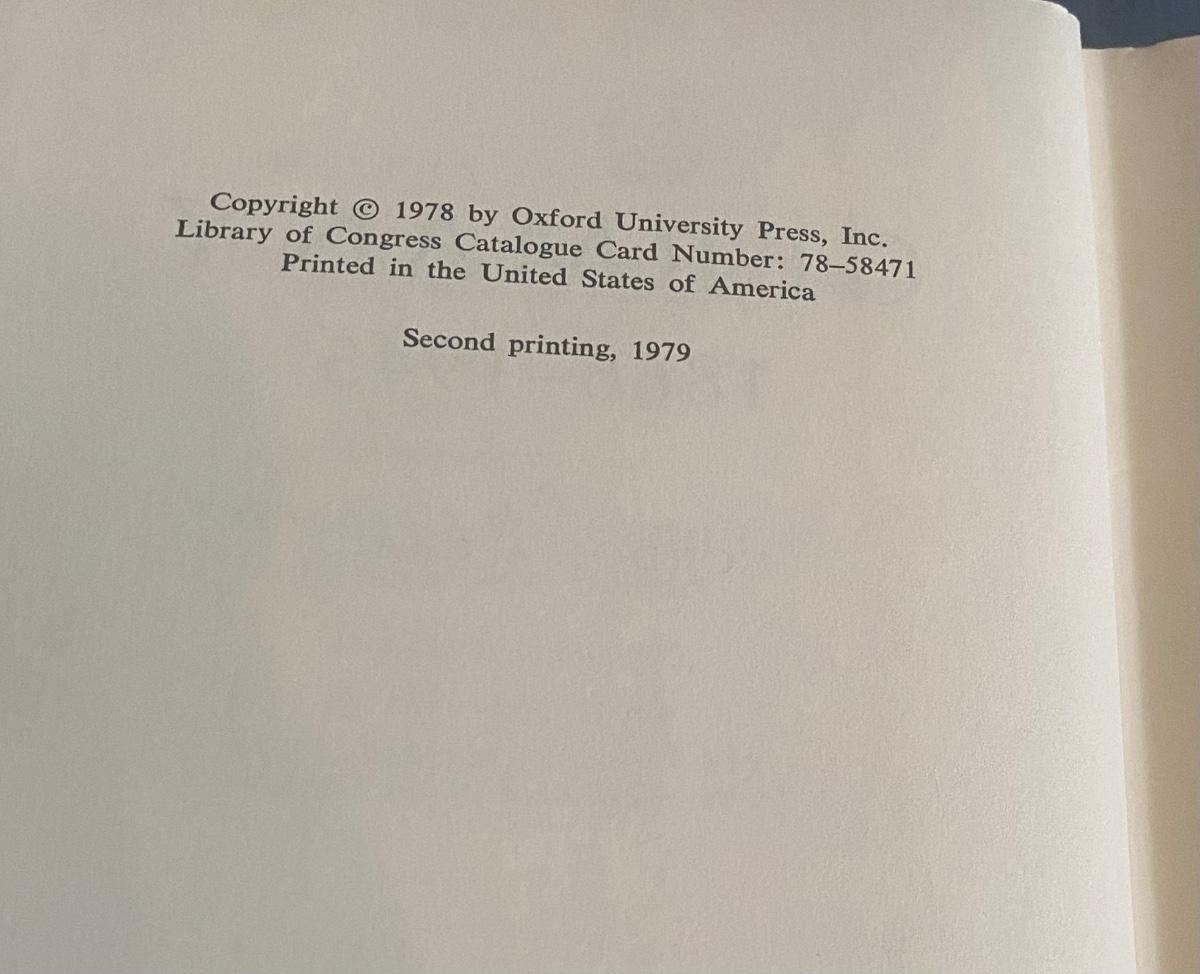 Copyright © 1978 by Oxford University Press, Inc.
Library of Congress Catalogue Card Number: 78–58471
Printed in the United States of America
Second printing, 1979